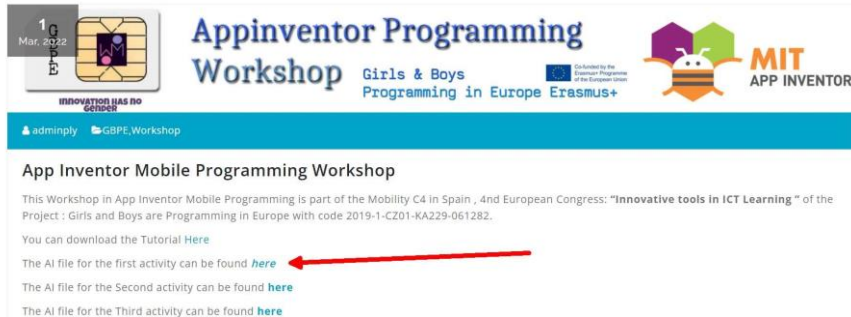 1
Mar, 2022
GBPE
WM
INNOVATION HAS NO
GENDER
Appinventor Programming
Workshop
Girls & Boys
Programming in Europe Erasmus+
Co-funded by the
Erasmus+ Programme
of the European Union
MIT
APP INVENTOR
adminply GBPE,Workshop
App Inventor Mobile Programming Workshop
This Workshop in App Inventor Mobile Programming is part of the Mobility C4 in Spain , 4nd European Congress: “Innovative tools in ICT Learning ” of the
Project : Girls and Boys are Programming in Europe with code 2019-1-CZ01-KA229-061282.
You can download the Tutorial Here
The AI file for the first activity can be found here
The AI file for the Second activity can be found here
The AI file for the Third activity can be found here